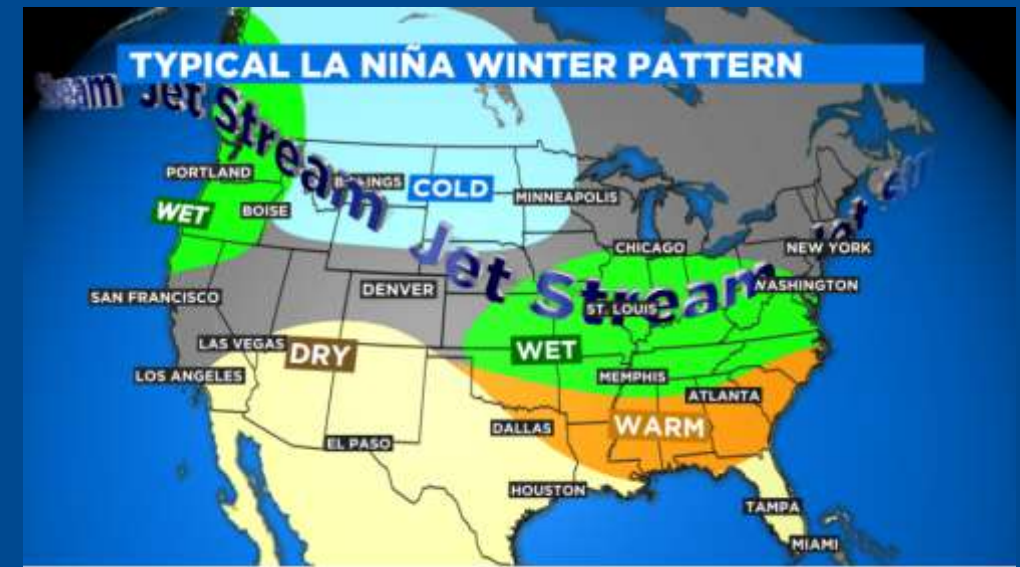 TYPICAL LA NIÑA WINTER PATTERN
Stream Jet Stream Jet Stream Jet
PORTLAND
COLD
MINNEAPOLIS
WET
BOISE
CHICAGO
NEW YORK
SAN FRANCISCO
DENVER
WASHINGTON
ST. LOUIS
LAS VEGAS
DRY
WET
LOS ANGELES
MEMPHIS
ATLANTA
DALLAS
WARM
EL PASO
HOUSTON
TAMPA
MIAMI